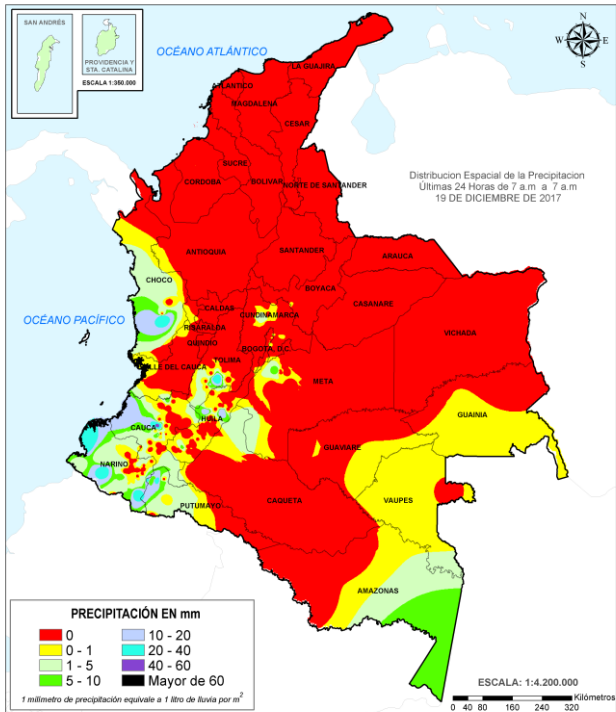 SAN ANDRÉS
PROVIDENCIA Y
STA. CATALINA
ESCALA 1:350.000
OCÉANO ATLÁNTICO
N
W
E
S
LA GUAJIRA
ATLANTICO
MAGDALENA
CESAR
SUCRE
CORDOBA
BOLIVAR
NORTE DE SANTANDER
Distribucion Espacial de la Precipitacion
Últimas 24 Horas de 7 a.m a 7 a.m
19 DE DICIEMBRE DE 2017
ANTIOQUIA
SANTANDER
ARAUCA
CHOCO
BOYACA
CASANARE
OCÉANO PACÍFICO
CALDAS
CUNDINAMARCA
RISARALDA
VICHADA
QUINDIO
BOGOTA, D.C.
TOLIMA
VALLE DEL CAUCA
META
GUAINIA
HUILA
CAUCA
GUAVIARE
NARINO
VAUPES
PUTUMAYO
CAQUETA
AMAZONAS
PRECIPITACIÓN EN mm
0
10 - 20
0 - 1
20 - 40
1 - 5
40 - 60
5 - 10
Mayor de 60
1 milímetro de precipitación equivale a 1 litro de lluvia por m²
ESCALA: 1:4.200.000
0 40 80 160 240 320 Kilómetros